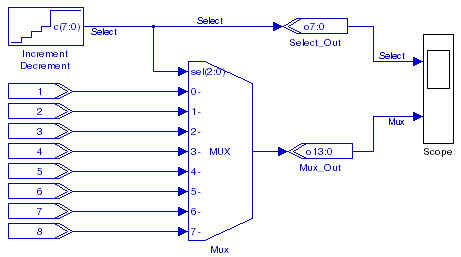 c(7:0)
Select
Select
o7:0
Select_Out
Select
Increment
Decrement
sel(2:0)
1
0-
2
1-
3
2-
4
3-
MUX
o13:0
Mux
5
4-
Mux_Out
Scope
6
5-
7
6-
8
7-
Mux